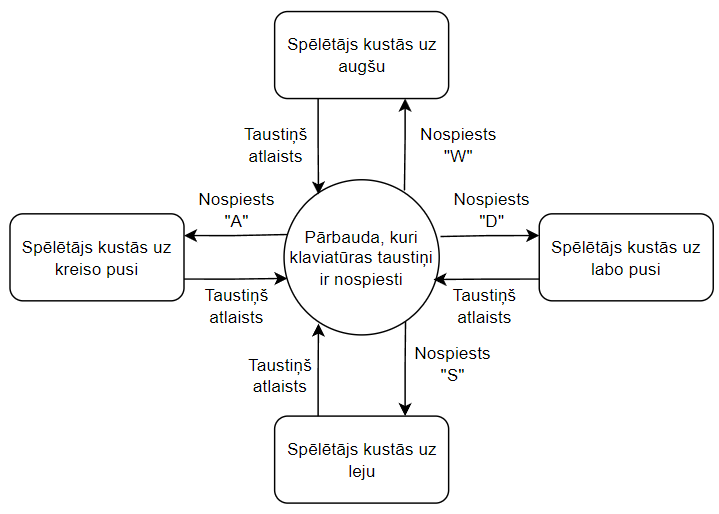 Spēlētājs kustās uz
augšu
Taustiņš
atlaists
Nospiests
"W"
Nospiests
"A"
Nospiests
"D"
Spēlētājs kustās uz
kreiso pusi
Pārbauda, kuri
klaviatūras taustiņi
ir nospiesti
Spēlētājs kustās uz
labo pusi
Taustiņš
atlaists
Taustiņš
atlaists
Taustiņš
atlaists
Nospiests
"S"
Spēlētājs kustās uz
leju